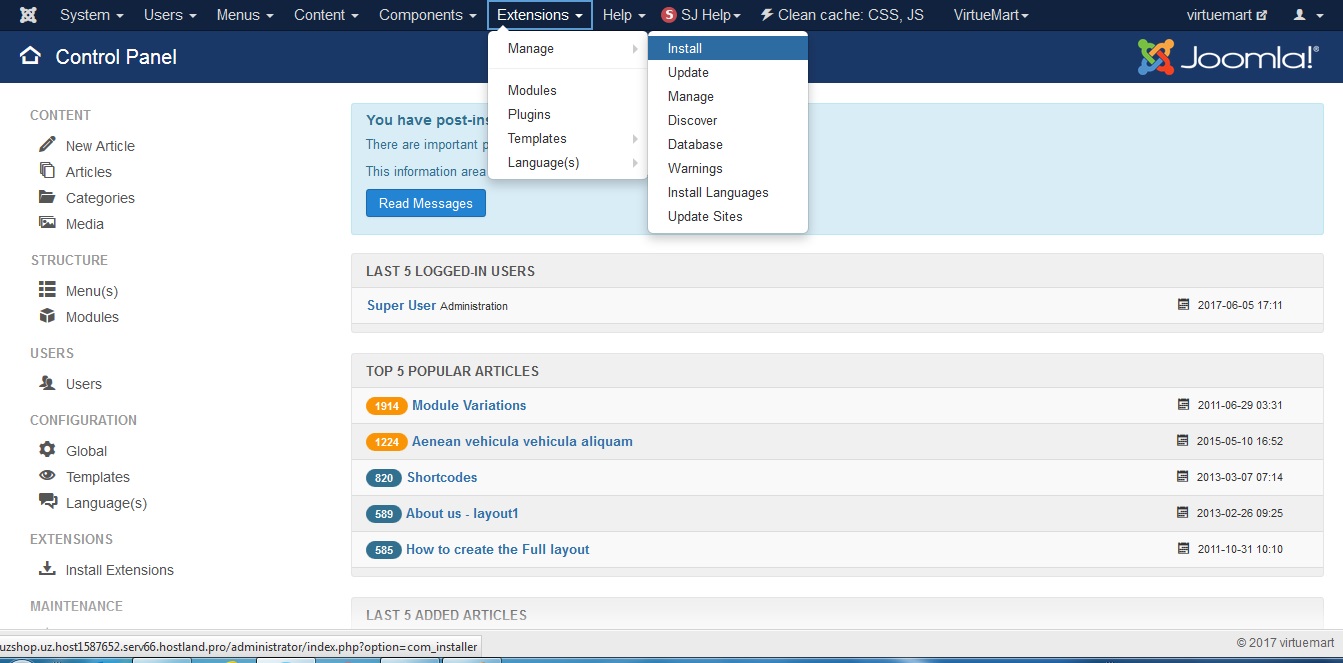 System Users Menus Content Components Extensions Help SJ Help Clean cache: CSS, JS VirtueMart virtuemart
Control Panel
Joomla!®
Manage
Modules
Plugins
Templates
Language(s)
Install
Update
Manage
Discover
Database
Warnings
Install Languages
Update Sites
CONTENT
New Article
Articles
Categories
Media
STRUCTURE
Menu(s)
Modules
USERS
Users
CONFIGURATION
Global
Templates
Language(s)
EXTENSIONS
Install Extensions
MAINTENANCE
You have post-ins
There are important p
This information area
Read Messages
LAST 5 LOGGED-IN USERS
Super User Administration 2017-06-05 17:11
TOP 5 POPULAR ARTICLES
1914 Module Variations 2011-06-29 03:31
1224 Aenean vehicula vehicula aliquam 2015-05-10 16:52
820 Shortcodes 2013-03-07 07:14
589 About us - layout1 2013-02-26 09:25
585 How to create the Full layout 2011-10-31 10:10
LAST 5 ADDED ARTICLES
uzshop.uz.host1587652.serv66.hostland.pro/administrator/index.php?option=com_installer
© 2017 virtuemart